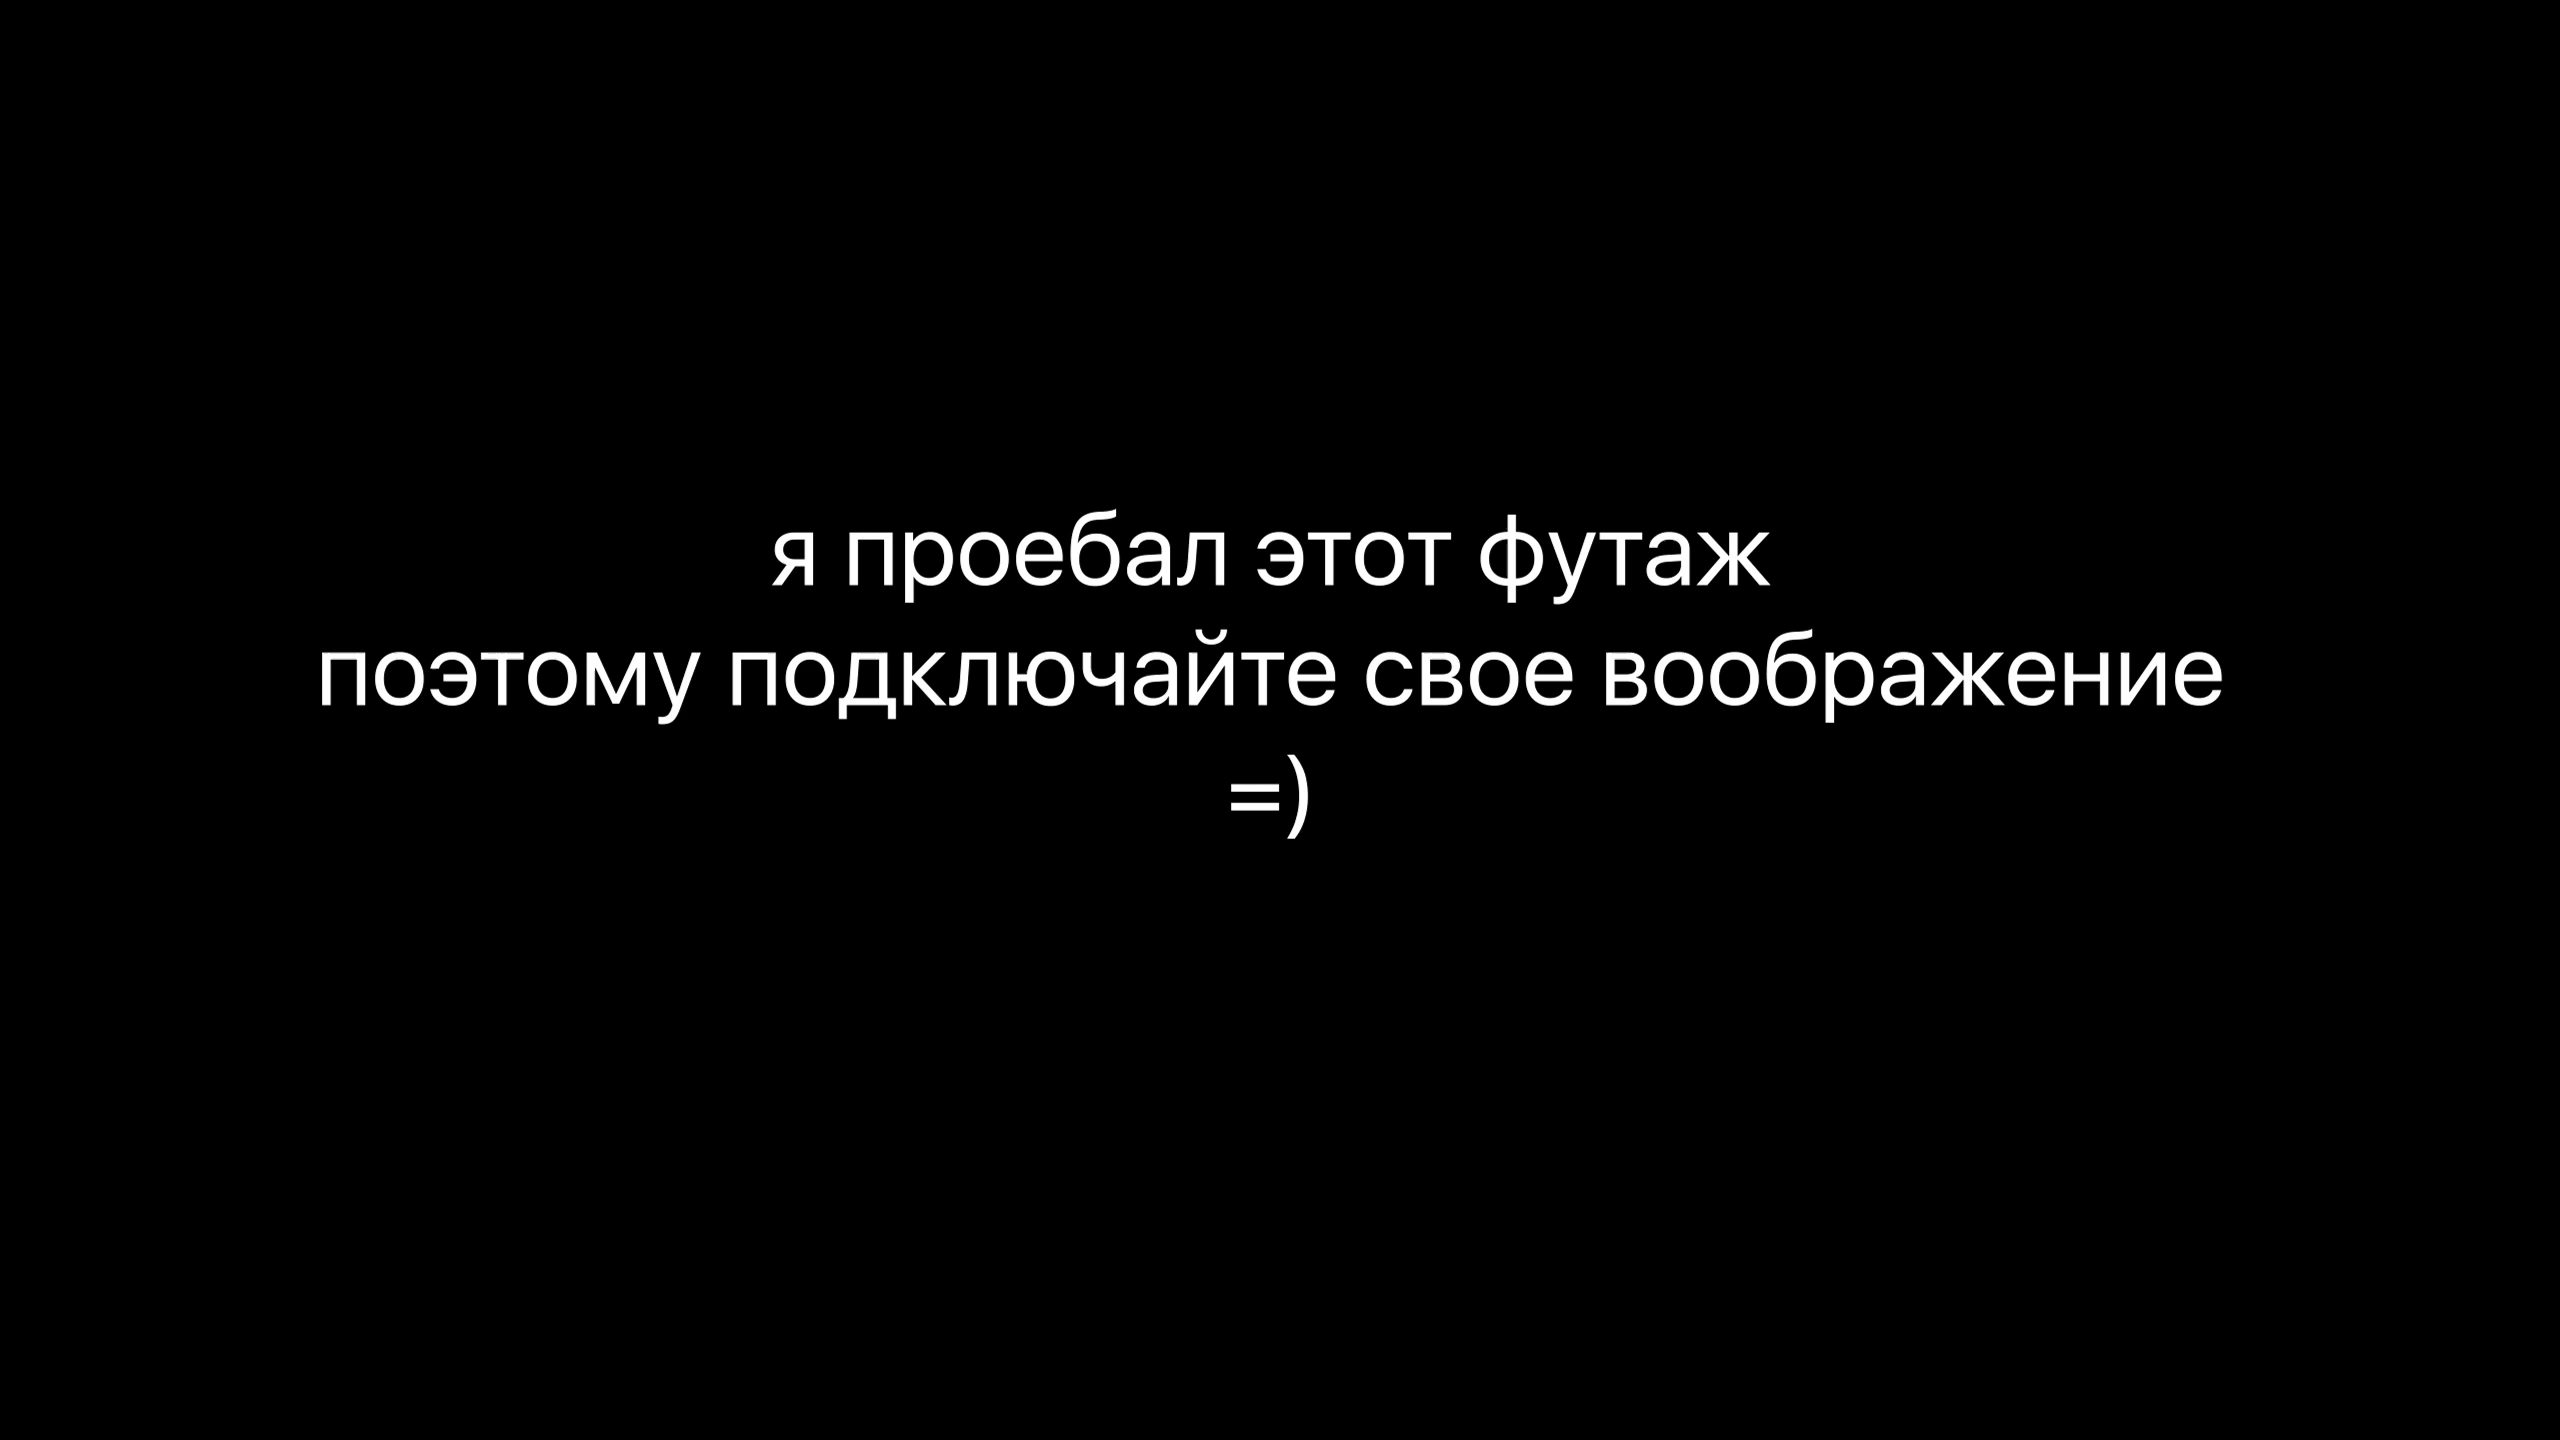 я проебал этот футаж
поэтому подключайте свое воображение
=)